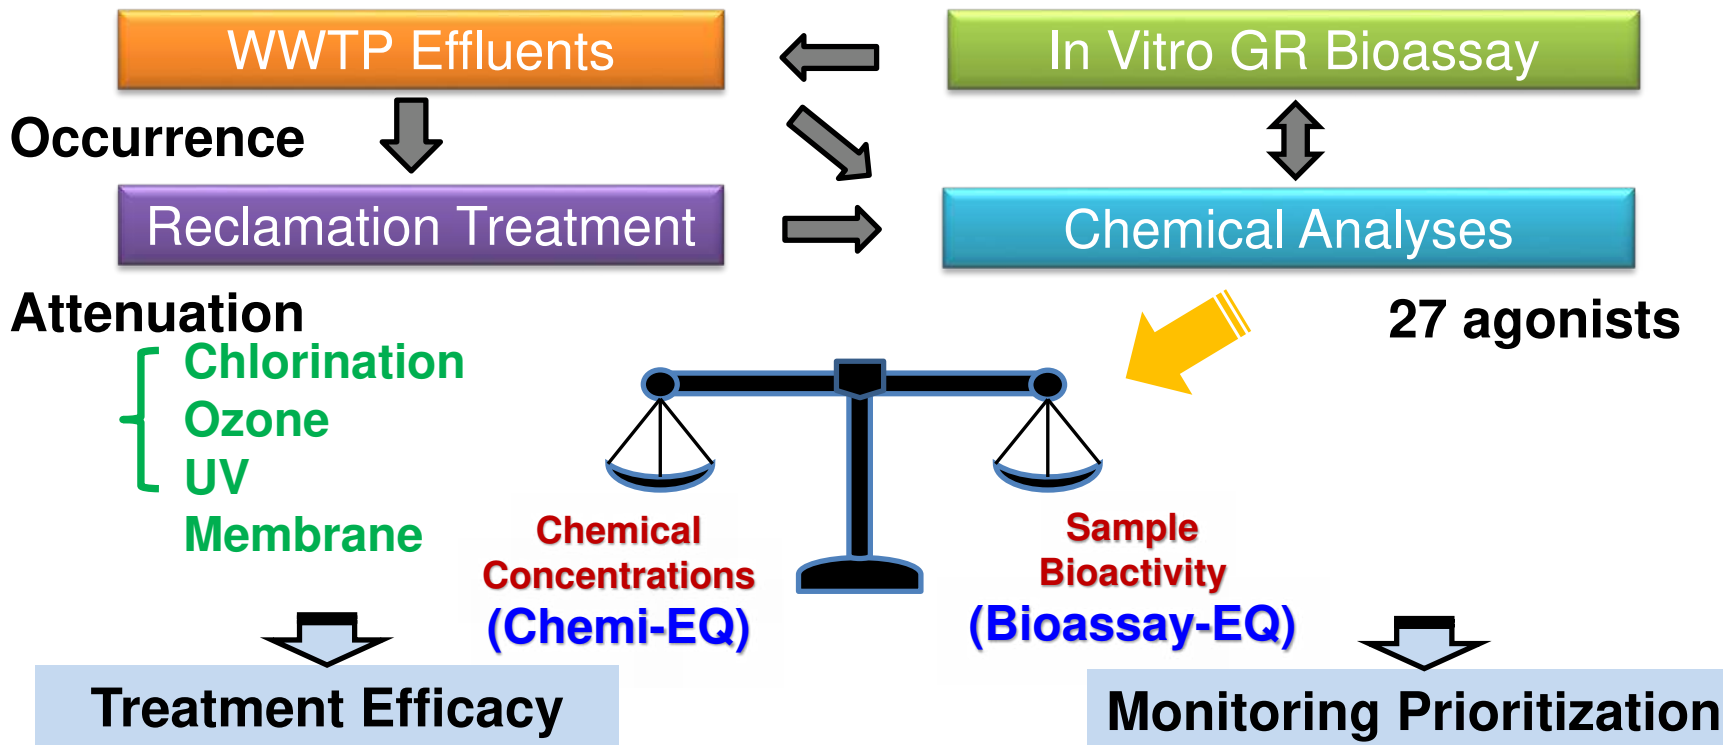 WWTP Effluents
In Vitro GR Bioassay
Occurrence
Reclamation Treatment
Chemical Analyses
Attenuation
27 agonists
Chlorination
Ozone
UV
Membrane
Chemical
Concentrations
(Chemi-EQ)
Sample
Bioactivity
(Bioassay-EQ)
Treatment Efficacy
Monitoring Prioritization